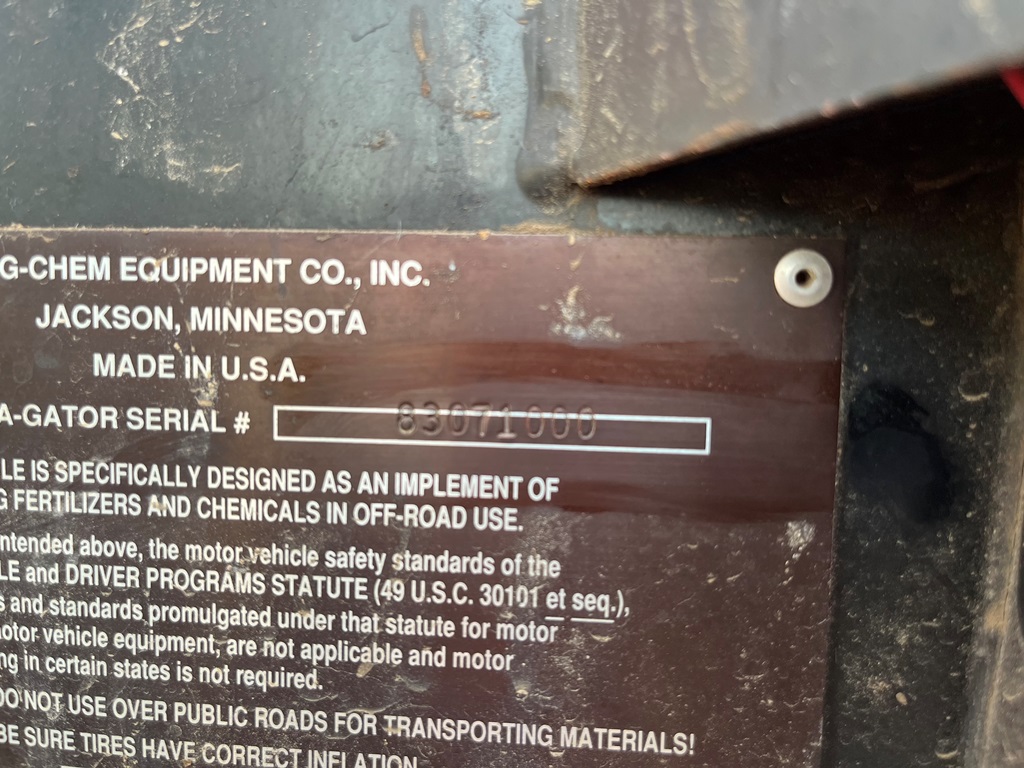 G-CHEM EQUIPMENT CO., INC.
JACKSON, MINNESOTA
MADE IN U.S.A.
A-GATOR SERIAL # 83071000
LE IS SPECIFICALLY DESIGNED AS AN IMPLEMENT OF
G FERTILIZERS AND CHEMICALS IN OFF-ROAD USE.
ntended above, the motor vehicle safety standards of the
LE and DRIVER PROGRAMS STATUTE (49 U.S.C. 30101 et seq.),
s and standards promulgated under that statute for motor
otor vehicle equipment, are not applicable and motor
ng in certain states is not required.
DO NOT USE OVER PUBLIC ROADS FOR TRANSPORTING MATERIALS!
BE SURE TIRES HAVE CORRECT INFLATION